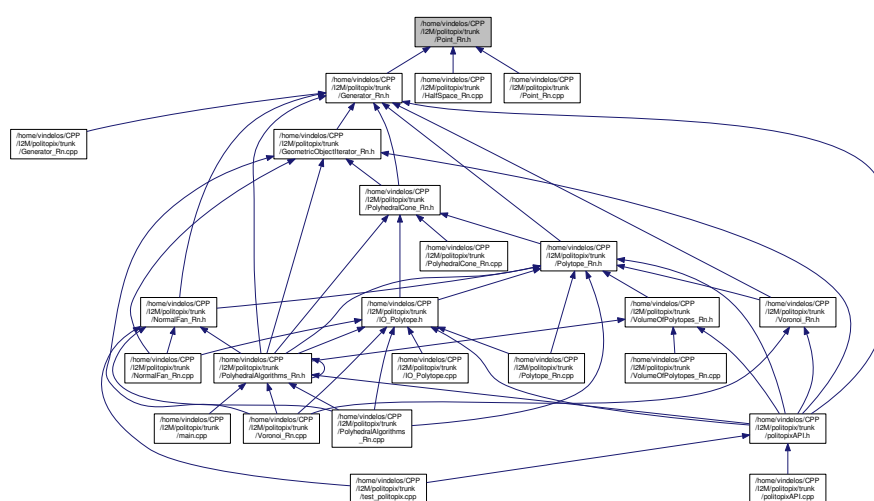 /home/vindelos/CPP
/I2M/politopix/trunk
/Point_Rn.h
/home/vindelos/CPP
/I2M/politopix/trunk
/Generator_Rn.h
/home/vindelos/CPP
/I2M/politopix/trunk
/HalfSpace_Rn.cpp
/home/vindelos/CPP
/I2M/politopix/trunk
/Point_Rn.cpp
/home/vindelos/CPP
/I2M/politopix/trunk
/Generator_Rn.cpp
/home/vindelos/CPP
/I2M/politopix/trunk
/GeometricObjectIterator_Rn.h
/home/vindelos/CPP
/I2M/politopix/trunk
/PolyhedralCone_Rn.h
/home/vindelos/CPP
/I2M/politopix/trunk
/PolyhedralCone_Rn.cpp
/home/vindelos/CPP
/I2M/politopix/trunk
/Polytope_Rn.h
/home/vindelos/CPP
/I2M/politopix/trunk
/NormalFan_Rn.h
/home/vindelos/CPP
/I2M/politopix/trunk
/IO_Polytope.h
/home/vindelos/CPP
/I2M/politopix/trunk
/VolumeOfPolytopes_Rn.h
/home/vindelos/CPP
/I2M/politopix/trunk
/Voronoi_Rn.h
/home/vindelos/CPP
/I2M/politopix/trunk
/NormalFan_Rn.cpp
/home/vindelos/CPP
/I2M/politopix/trunk
/PolyhedralAlgorithms_Rn.h
/home/vindelos/CPP
/I2M/politopix/trunk
/IO_Polytope.cpp
/home/vindelos/CPP
/I2M/politopix/trunk
/Polytope_Rn.cpp
/home/vindelos/CPP
/I2M/politopix/trunk
/VolumeOfPolytopes_Rn.cpp
/home/vindelos/CPP
/I2M/politopix/trunk
/main.cpp
/home/vindelos/CPP
/I2M/politopix/trunk
/Voronoi_Rn.cpp
/home/vindelos/CPP
/I2M/politopix/trunk
/PolyhedralAlgorithms
_Rn.cpp
/home/vindelos/CPP
/I2M/politopix/trunk
/politopixAPI.h
/home/vindelos/CPP
/I2M/politopix/trunk
/test_politopix.cpp
/home/vindelos/CPP
/I2M/politopix/trunk
/politopixAPI.cpp